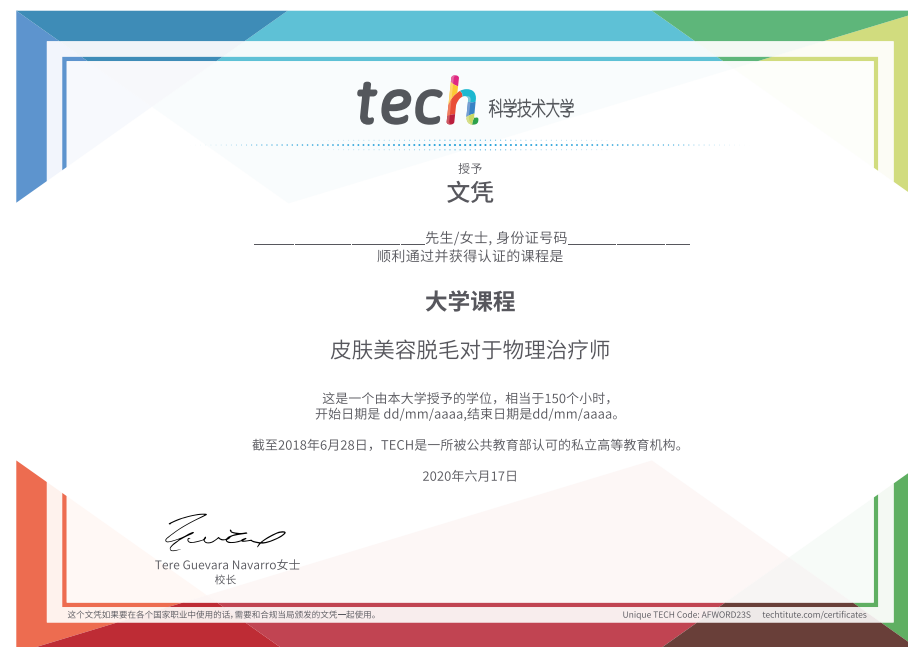 tech 科学技术大学
授予
文凭
________________________先生/女士, 身份证号码_________________
顺利通过并获得认证的课程是
大学课程
皮肤美容脱毛对于物理治疗师
这是一个由本大学授予的学位，相当于150个小时，
开始日期是 dd/mm/aaaa,结束日期是dd/mm/aaaa。
截至2018年6月28日，TECH是一所被公共教育部认可的私立高等教育机构。
2020年六月17日
Tere Guevara Navarro女士
校长
这个文凭如果要在各个国家职业中使用的话,需要和合规当局颁发的文凭一起使用。
Unique TECH Code: AFWORD23S techtitute.com/certificates